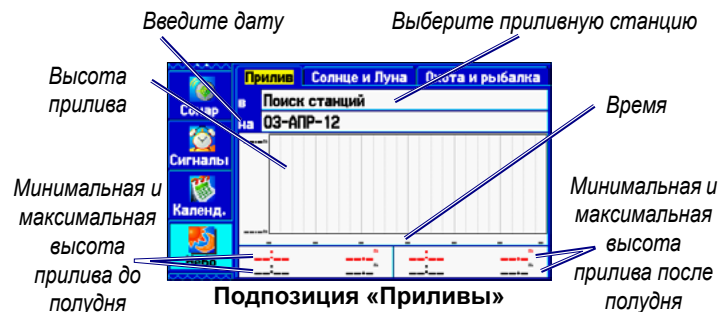 Введите дату
Выберите приливную станцию
Высота
прилива
Прилив
Солнце и Луна
Охота и рыбалка
в
Поиск станций
на
03-АПР-12
Сонар
Сигналы
Календ.
Время
Минимальная и
максимальная
высота
прилива до
полудня
Минимальная и
максимальная
высота
прилива после
полудня
Подпозиция «Приливы»